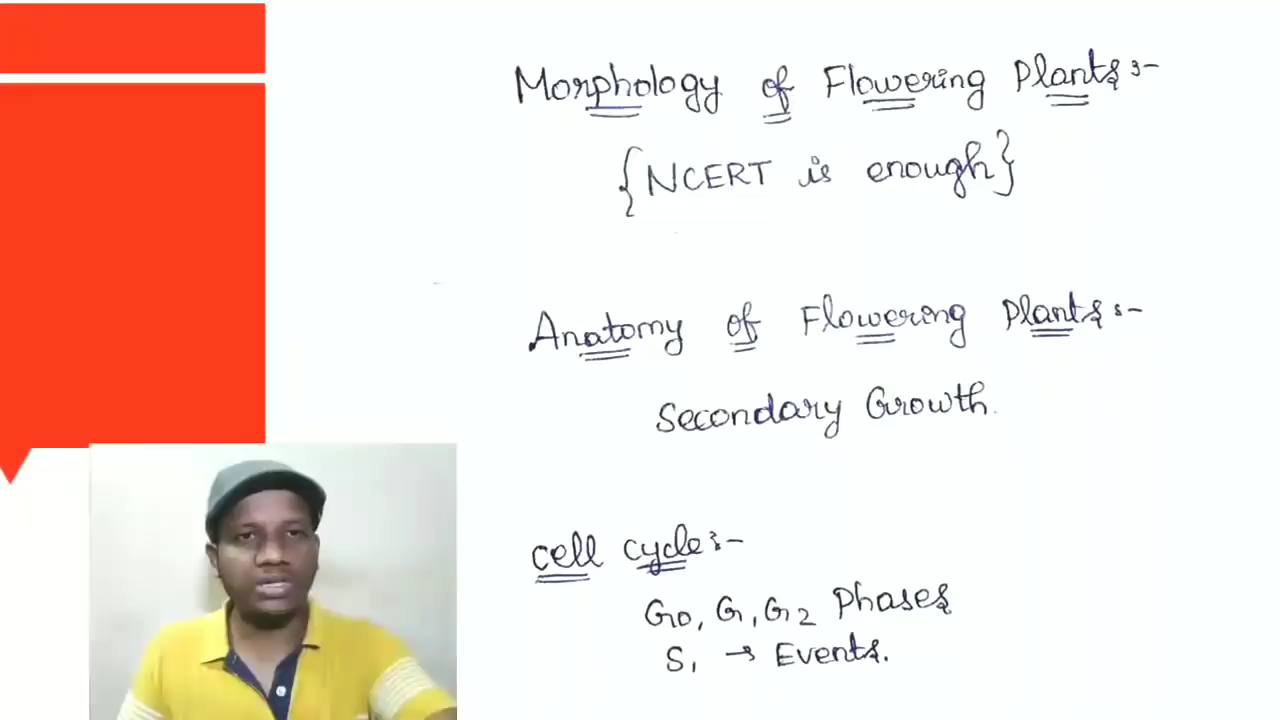 Morphology of Flowering Plants :-
{NCERT is enough}
Anatomy of Flowering Plants :-
Secondary Growth.
cell cycle :-
G0, G1, G2 Phases
S, → Events.